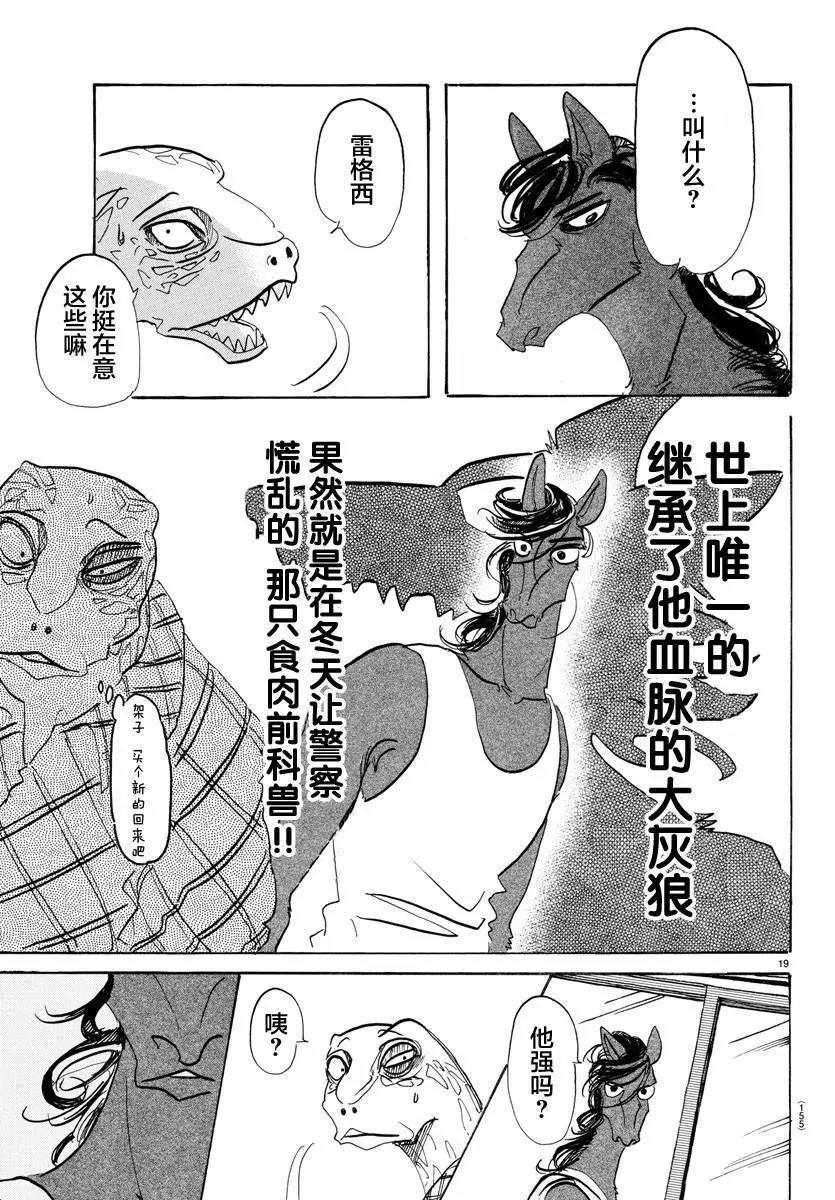 …叫什么？
雷格西
你挺在意
这些嘛
世上唯一的
继承了他血脉的大灰狼
果然就是在冬天让警察
慌乱的 那只食肉前科兽!!
架子 买个新的回来吧
19
他强吗？
咦？
（155）